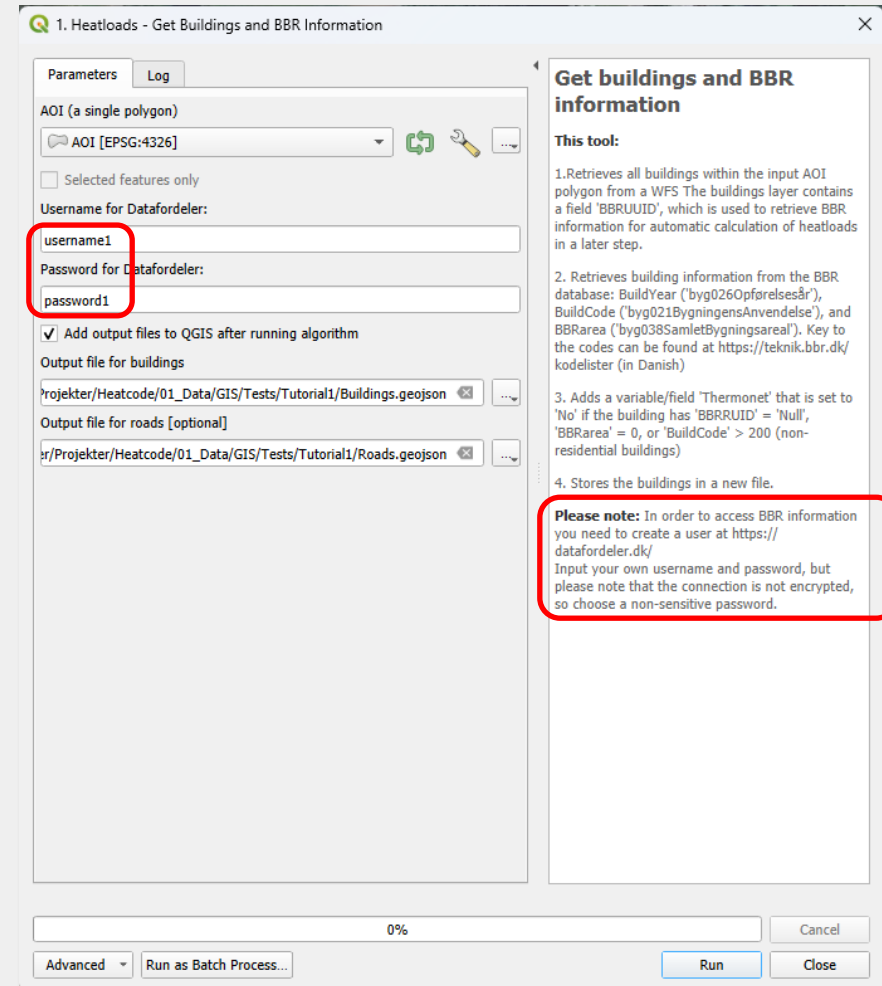 1. Heatloads - Get Buildings and BBR Information
Parameters
Log
AOI (a single polygon)
AOI [EPSG:4326]
...
Selected features only
Username for Datafordeler:
username1
Password for Datafordeler:
password1
Add output files to QGIS after running algorithm
Output file for buildings
Projekter/Heatcode/01_Data/GIS/Tests/Tutorial1/Buildings.geojson
...
Output file for roads [optional]
er/Projekter/Heatcode/01_Data/GIS/Tests/Tutorial1/Roads.geojson
...
Get buildings and BBR
information
This tool:
1.Retrieves all buildings within the input AOI
polygon from a WFS The buildings layer contains
a field 'BBRUUID', which is used to retrieve BBR
information for automatic calculation of heatloads
in a later step.
2. Retrieves building information from the BBR
database: BuildYear ('byg026Opførelsesår'),
BuildCode ('byg021BygningensAnvendelse'), and
BBRarea ('byg038SamletBygningsareal'). Key to
the codes can be found at https://teknik.bbr.dk/
kodelister (in Danish)
3. Adds a variable/field 'Thermonet' that is set to
'No' if the building has 'BBRRUID' = 'Null',
'BBRarea' = 0, or 'BuildCode' > 200 (non-
residential buildings)
4. Stores the buildings in a new file.
Please note: In order to access BBR information
you need to create a user at https://
datafordeler.dk/
Input your own username and password, but
please note that the connection is not encrypted,
so choose a non-sensitive password.
0%
Cancel
Advanced
Run as Batch Process...
Run
Close